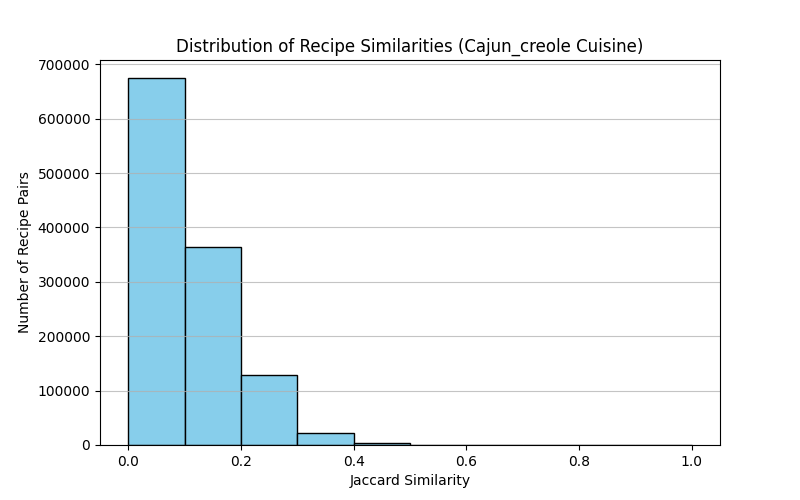 Distribution of Recipe Similarities (Cajun_creole Cuisine)
700000
600000
500000
400000
300000
200000
100000
0
Number of Recipe Pairs
0.0 0.2 0.4 0.6 0.8 1.0
Jaccard Similarity